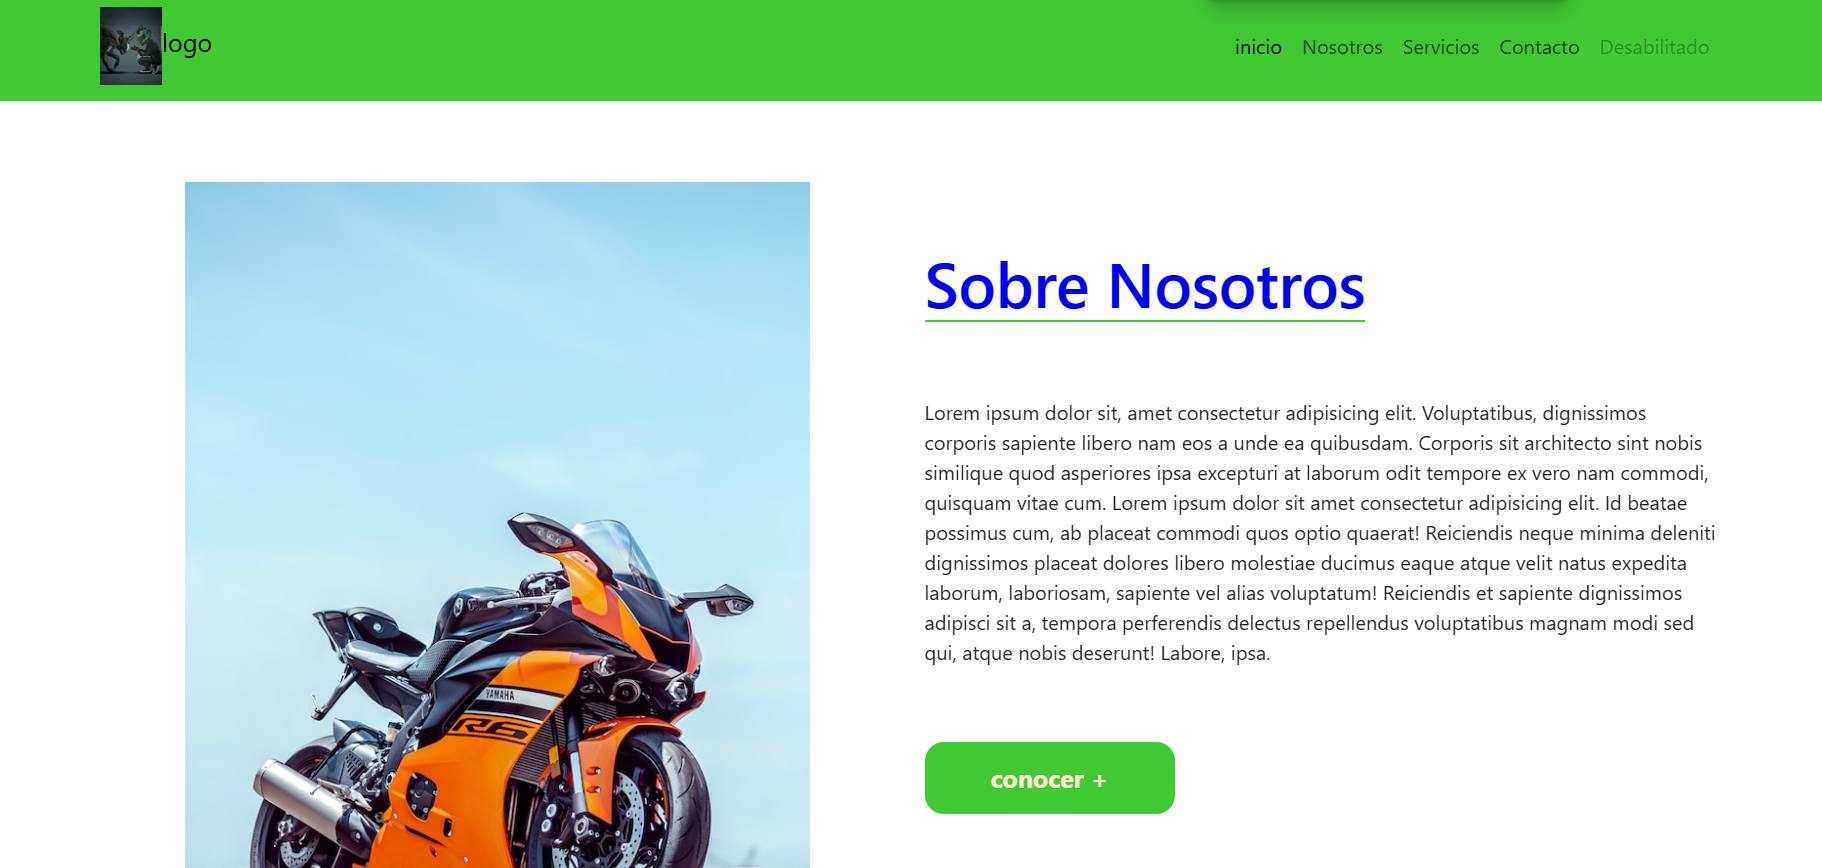 logo
inicio Nosotros Servicios Contacto Desabilitado
Sobre Nosotros
Lorem ipsum dolor sit, amet consectetur adipisicing elit. Voluptatibus, dignissimos
corporis sapiente libero nam eos a unde ea quibusdam. Corporis sit architecto sint nobis
similique quod asperiores ipsa excepturi at laborum odit tempore ex vero nam commodi,
quisquam vitae cum. Lorem ipsum dolor sit amet consectetur adipisicing elit. Id beatae
possimus cum, ab placeat commodi quos optio quaerat! Reiciendis neque minima deleniti
dignissimos placeat dolores libero molestiae ducimus eaque atque velit natus expedita
laborum, laboriosam, sapiente vel alias voluptatum! Reiciendis et sapiente dignissimos
adipisci sit a, tempora perferendis delectus repellendus voluptatibus magnam modi sed
qui, atque nobis deserunt! Labore, ipsa.
YAMAHA
R6
conocer +